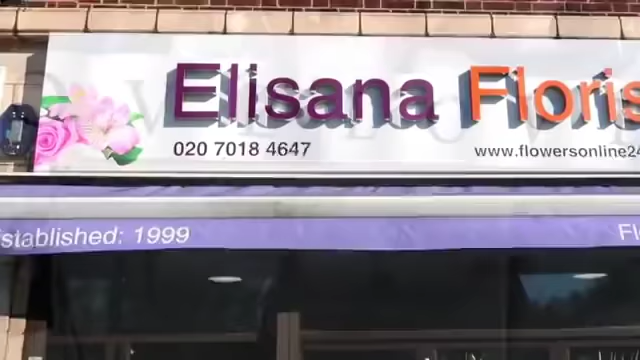 Elisana Floris
020 7018 4647
www.flowersonline24
stablished: 1999
Fl